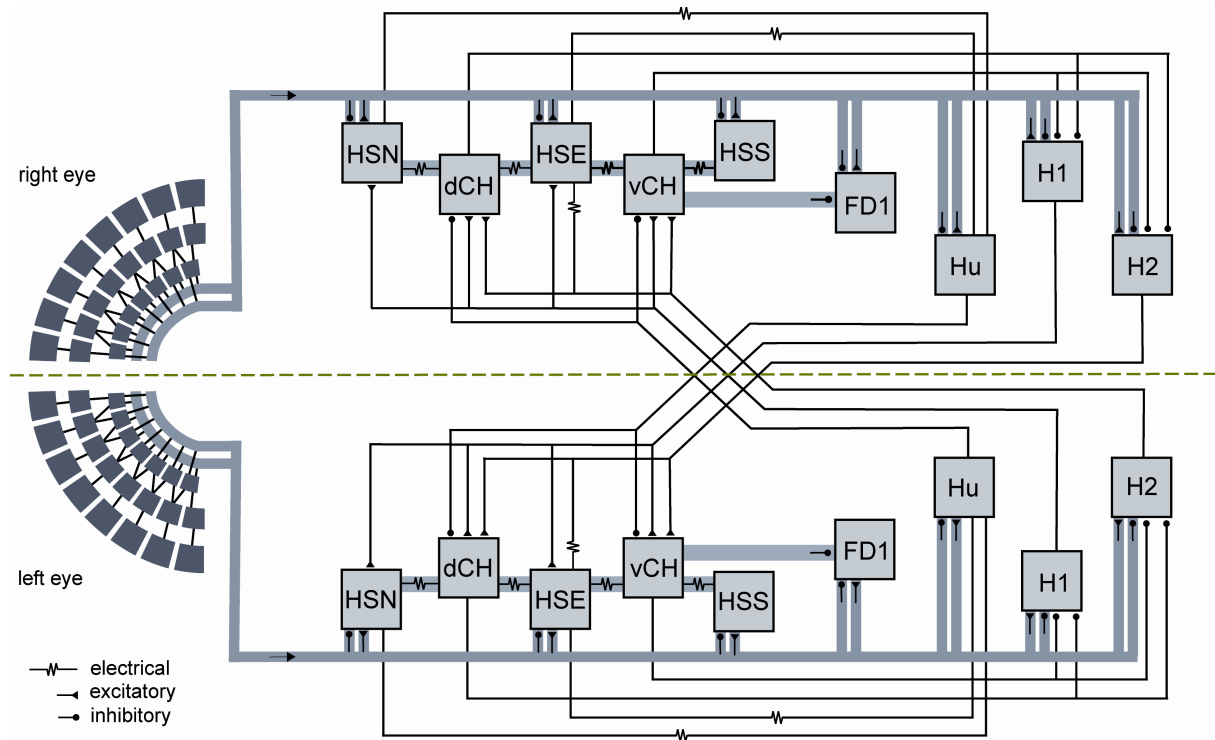 right eye
HSN
dCH
HSE
vCH
HSS
FD1
Hu
H1
H2
left eye
HSN
dCH
HSE
vCH
HSS
FD1
Hu
H1
H2
electrical
excitatory
inhibitory